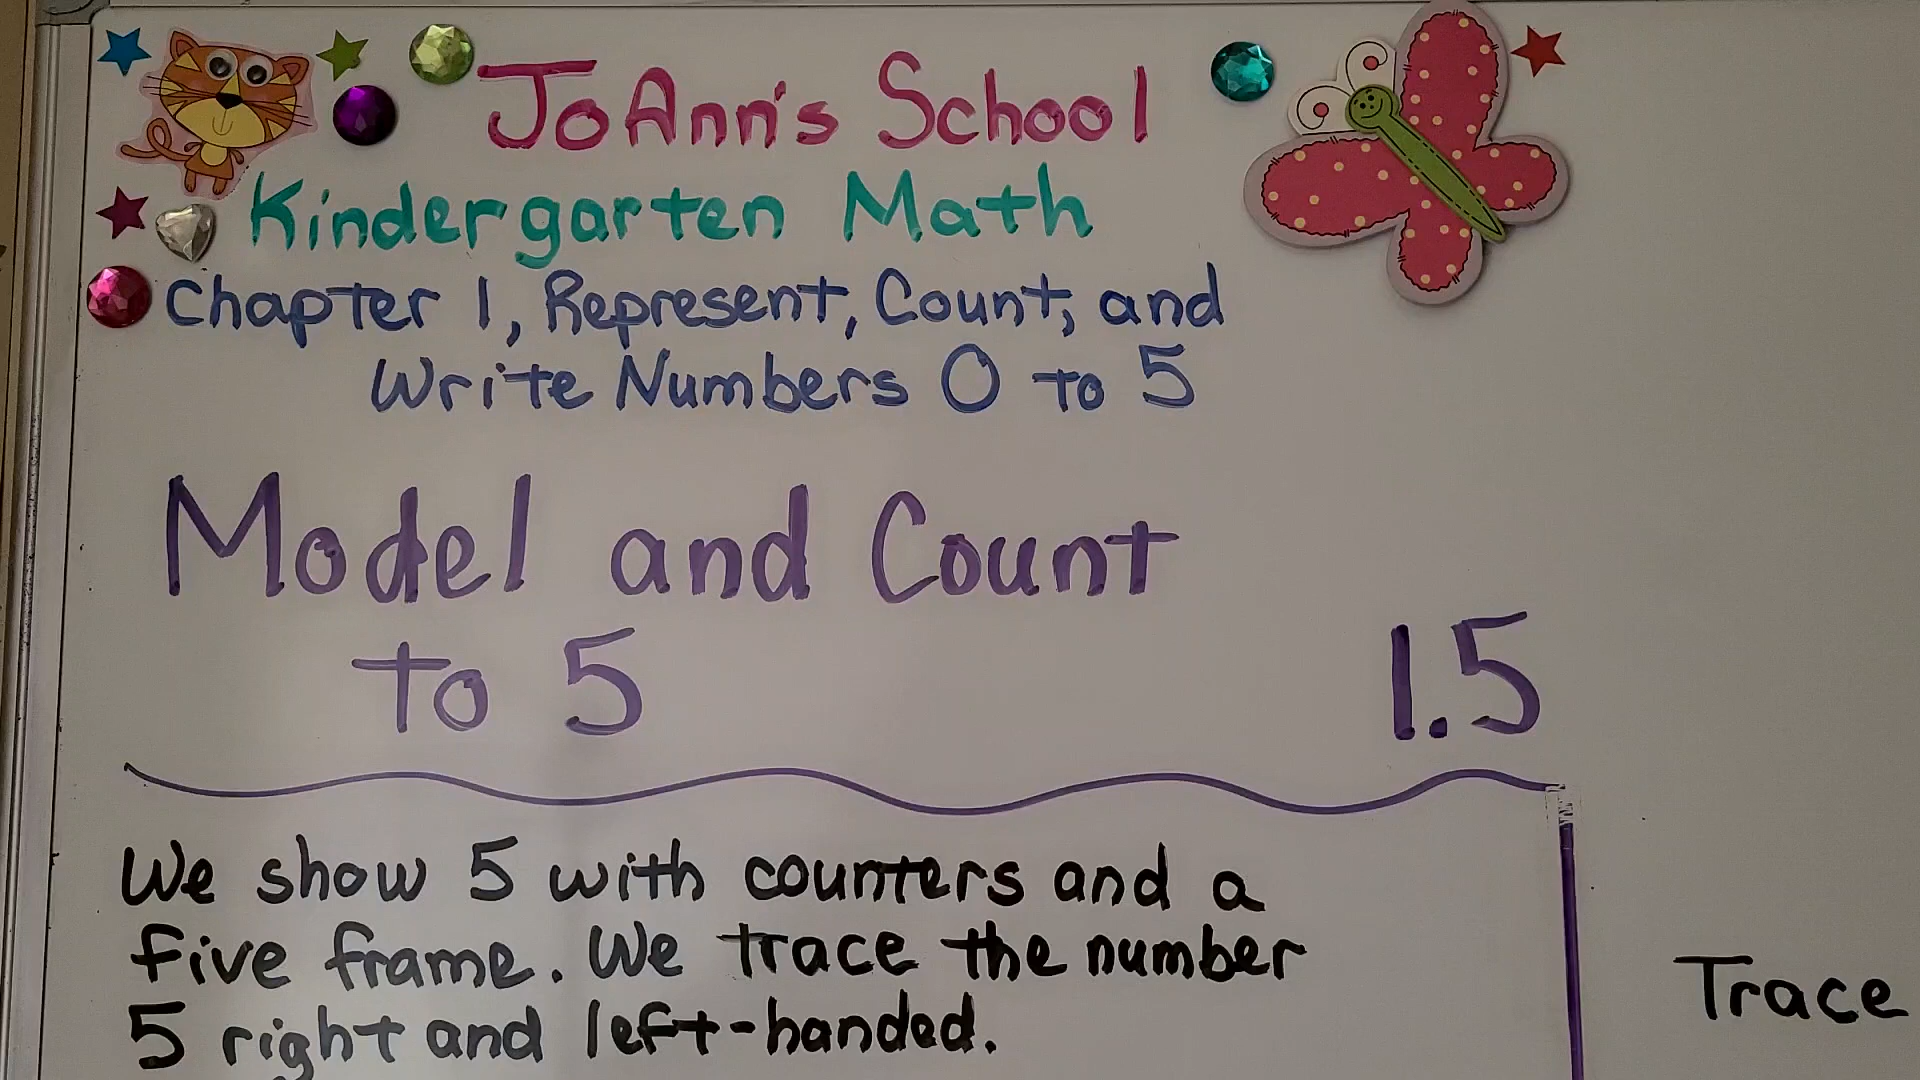 JoAnn's School
Kindergarten Math
Chapter 1, Represent, Count, and
Write Numbers 0 to 5
Model and Count
to 5
1.5
We show 5 with counters and a
five frame. We trace the number
5 right and left-handed.
Trace